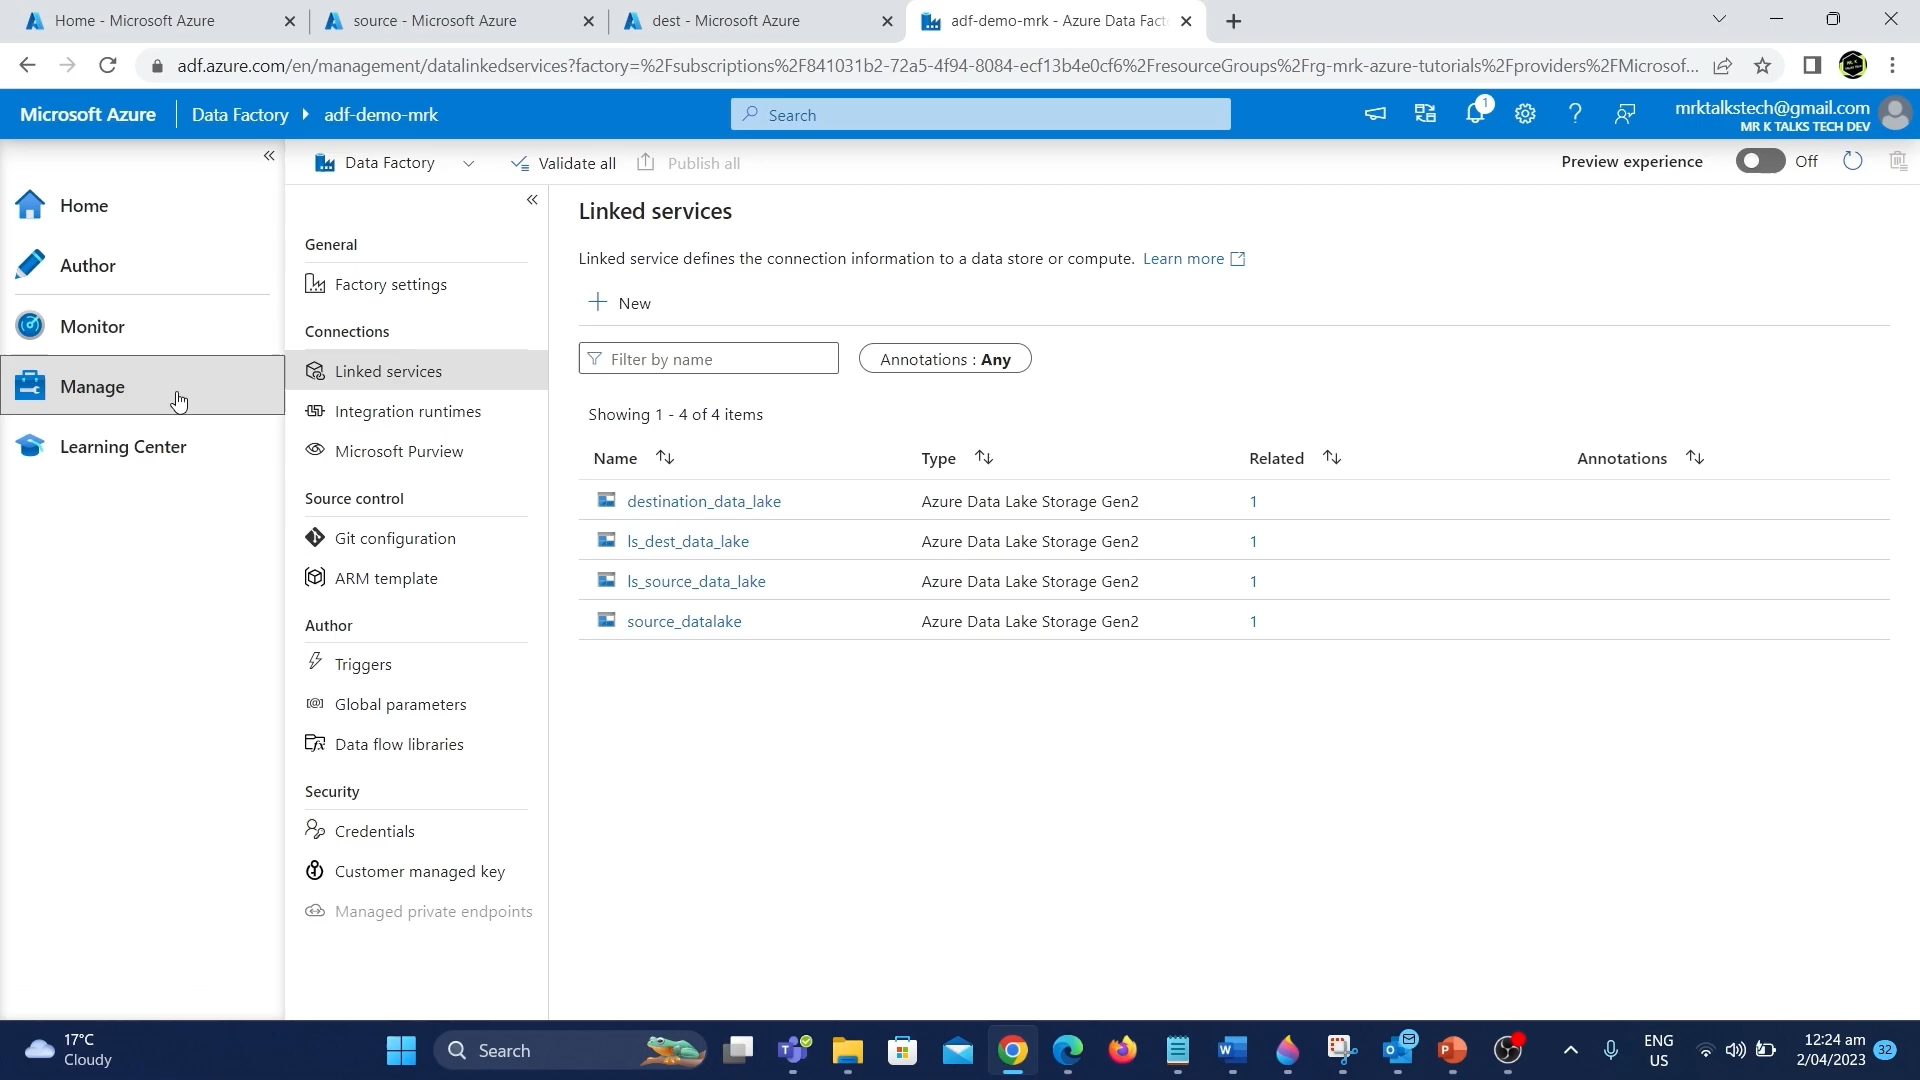 Home - Microsoft Azure
source - Microsoft Azure
dest - Microsoft Azure
adf-demo-mrk - Azure Data Fact
adf.azure.com/en/management/datalinkedservices?factory=%2Fsubscriptions%2F841031b2-72a5-4f94-8084-ecf13b4e0cf6%2FresourceGroups%2Frg-mrk-azure-tutorials%2Fproviders%2FMicrosof...
Microsoft Azure
Data Factory
adf-demo-mrk
Search
1
mrktalkstech@gmail.com
MR K TALKS TECH DEV
Data Factory
Validate all
Publish all
Preview experience
Off
Home
Author
Monitor
Manage
Learning Center
General
Factory settings
Connections
Linked services
Integration runtimes
Microsoft Purview
Source control
Git configuration
ARM template
Author
Triggers
Global parameters
Data flow libraries
Security
Credentials
Customer managed key
Managed private endpoints
Linked services
Linked service defines the connection information to a data store or compute. Learn more
New
Filter by name
Annotations : Any
Showing 1 - 4 of 4 items
Name Type Related Annotations
destination_data_lake Azure Data Lake Storage Gen2 1
ls_dest_data_lake Azure Data Lake Storage Gen2 1
ls_source_data_lake Azure Data Lake Storage Gen2 1
source_datalake Azure Data Lake Storage Gen2 1
17°C
Cloudy
Search
ENG
US
12:24 am
2/04/2023
32